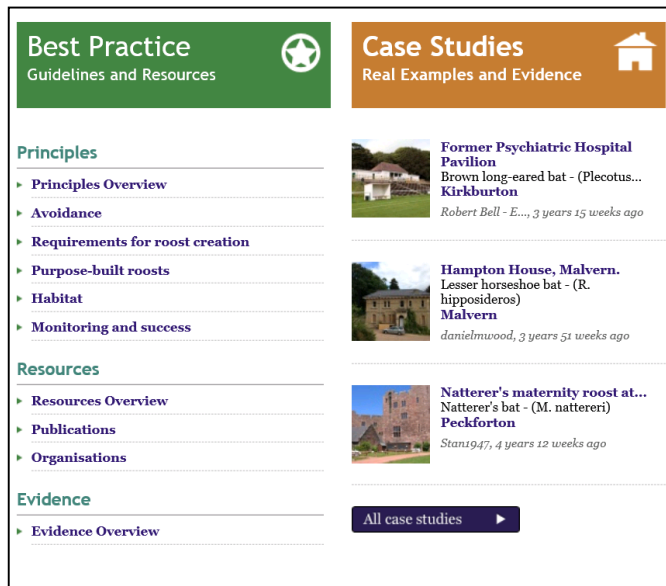 Best Practice
Guidelines and Resources
Principles
Principles Overview
Avoidance
Requirements for roost creation
Purpose-built roosts
Habitat
Monitoring and success
Resources
Resources Overview
Publications
Organisations
Evidence
Evidence Overview
Case Studies
Real Examples and Evidence
Former Psychiatric Hospital
Pavilion
Brown long-eared bat - (Plecotus...
Kirkburton
Robert Bell - E..., 3 years 15 weeks ago
Hampton House, Malvern.
Lesser horseshoe bat - (R.
hipposideros)
Malvern
danielmwood, 3 years 51 weeks ago
Natterer's maternity roost at...
Natterer's bat - (M. nattereri)
Peckforton
Stan1947, 4 years 12 weeks ago
All case studies